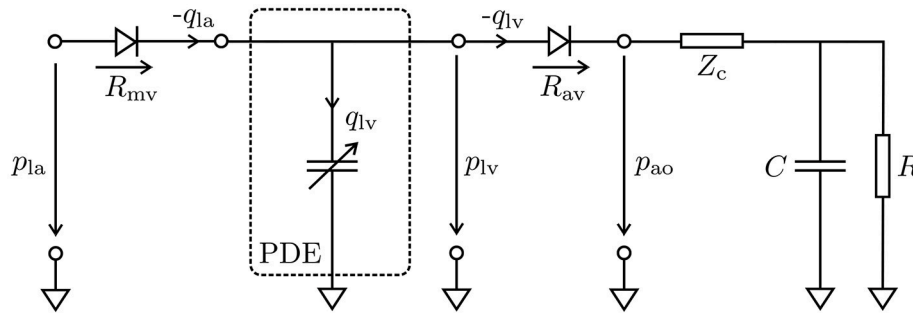 -q_la
-q_lv
R_mv
R_av
Z_c
q_lv
p_la
p_lv
p_ao
C
R
PDE